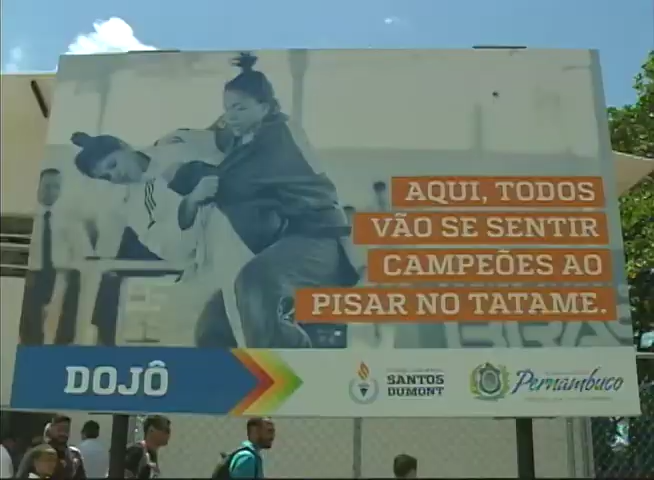 AQUI, TODOS
VÃO SE SENTIR
CAMPEÕES AO
PISAR NO TATAME.
DOJÔ
SANTOS
DUMONT
Pernambuco